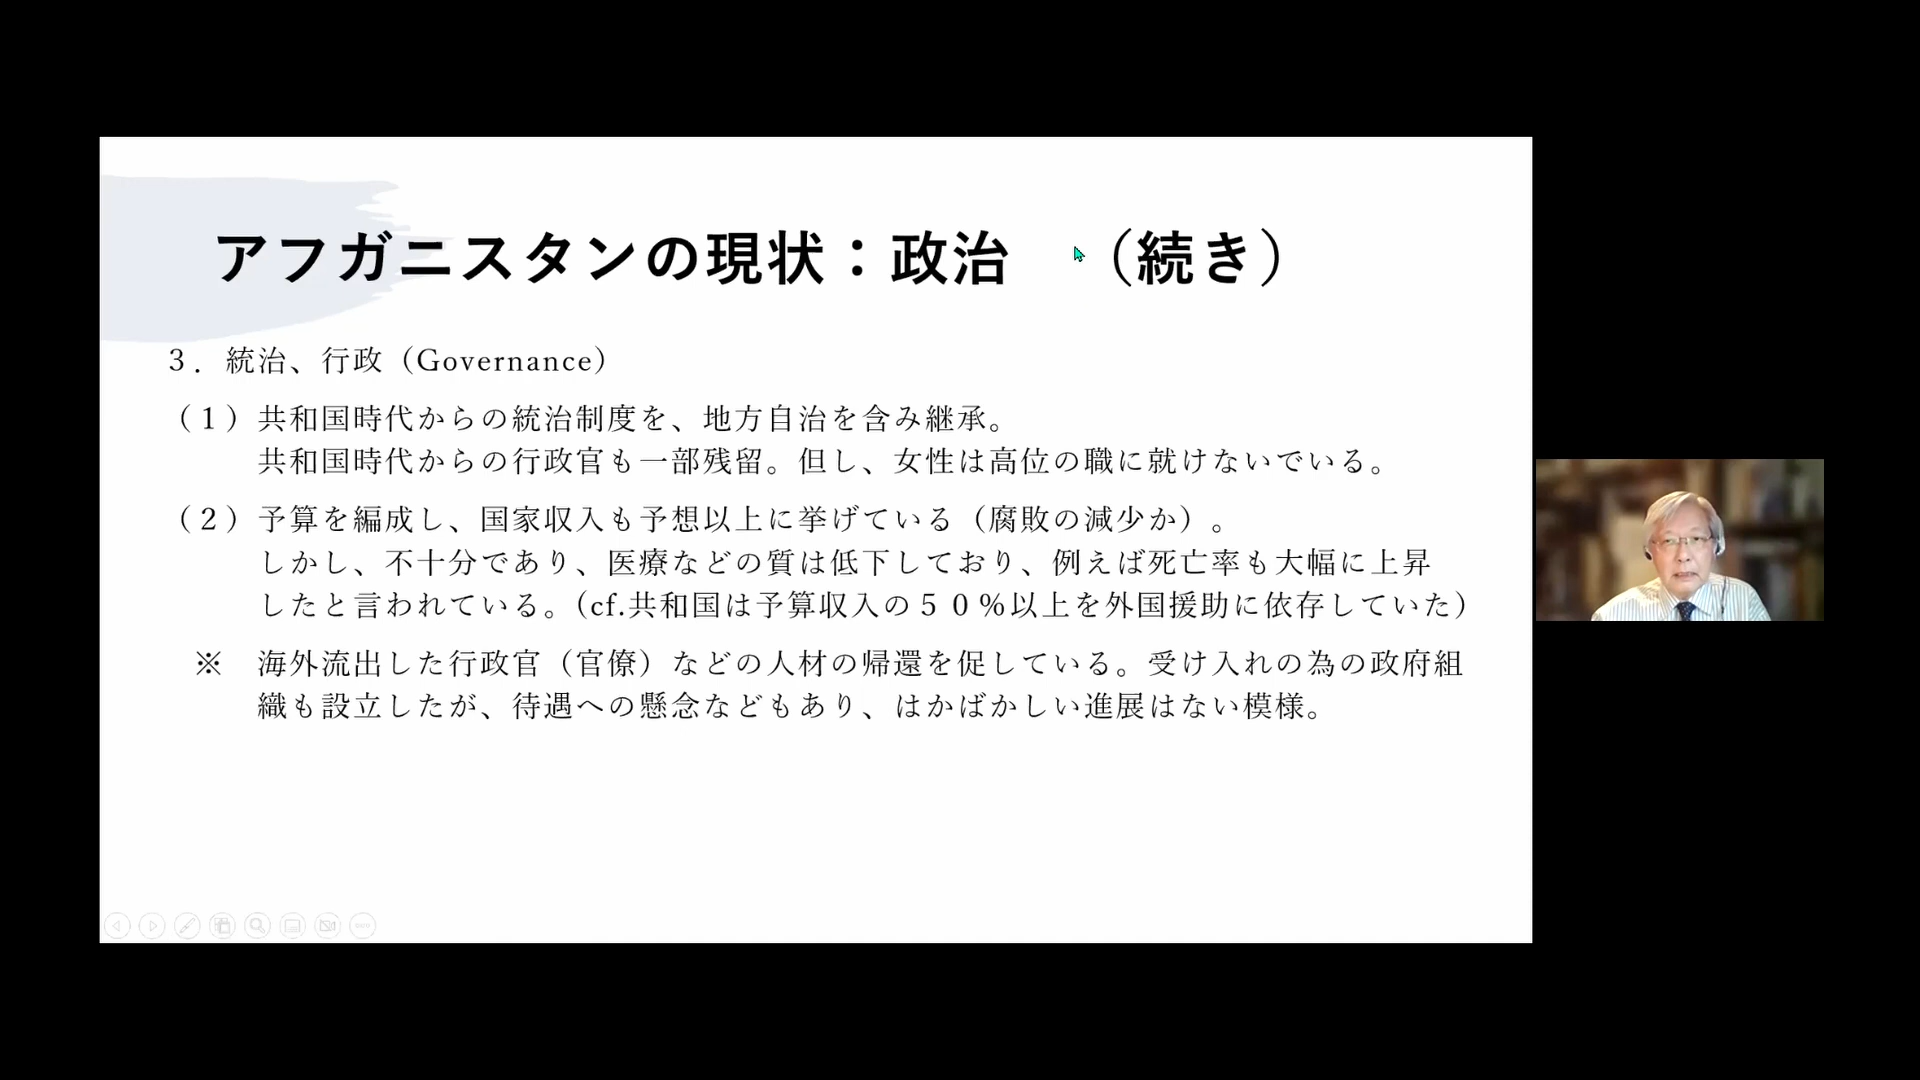 アフガニスタンの現状：政治　（続き）
３．統治、行政（Governance）
（１）共和国時代からの統治制度を、地方自治を含み継承。
共和国時代からの行政官も一部残留。但し、女性は高位の職に就けないでいる。
（２）予算を編成し、国家収入も予想以上に挙げている（腐敗の減少か）。
しかし、不十分であり、医療などの質は低下しており、例えば死亡率も大幅に上昇
したと言われている。（cf.共和国は予算収入の５０％以上を外国援助に依存していた）
※　海外流出した行政官（官僚）などの人材の帰還を促している。受け入れの為の政府組
織も設立したが、待遇への懸念などもあり、はかばかしい進展はない模様。